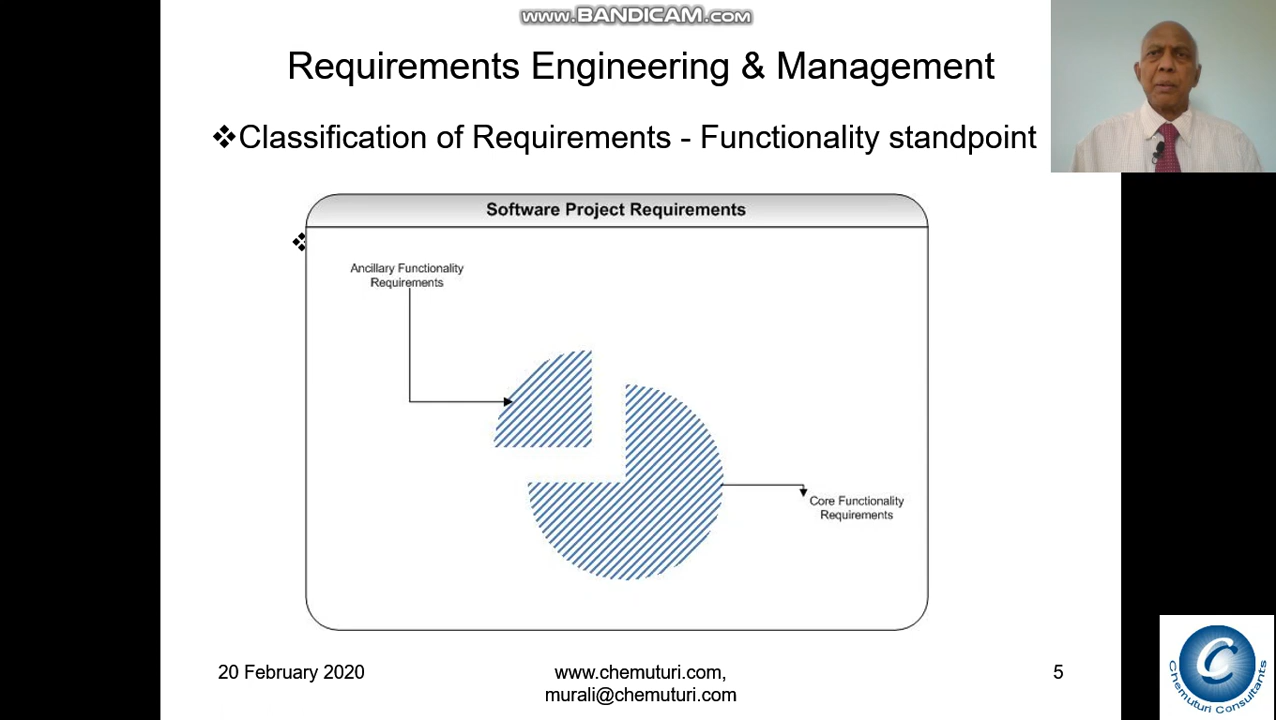 www.BANDICAM.com
Requirements Engineering & Management
❖Classification of Requirements - Functionality standpoint
Software Project Requirements
❖
Ancillary Functionality
Requirements
Core Functionality
Requirements
20 February 2020
www.chemuturi.com,
murali@chemuturi.com
5
C
Chemuturi Consultants